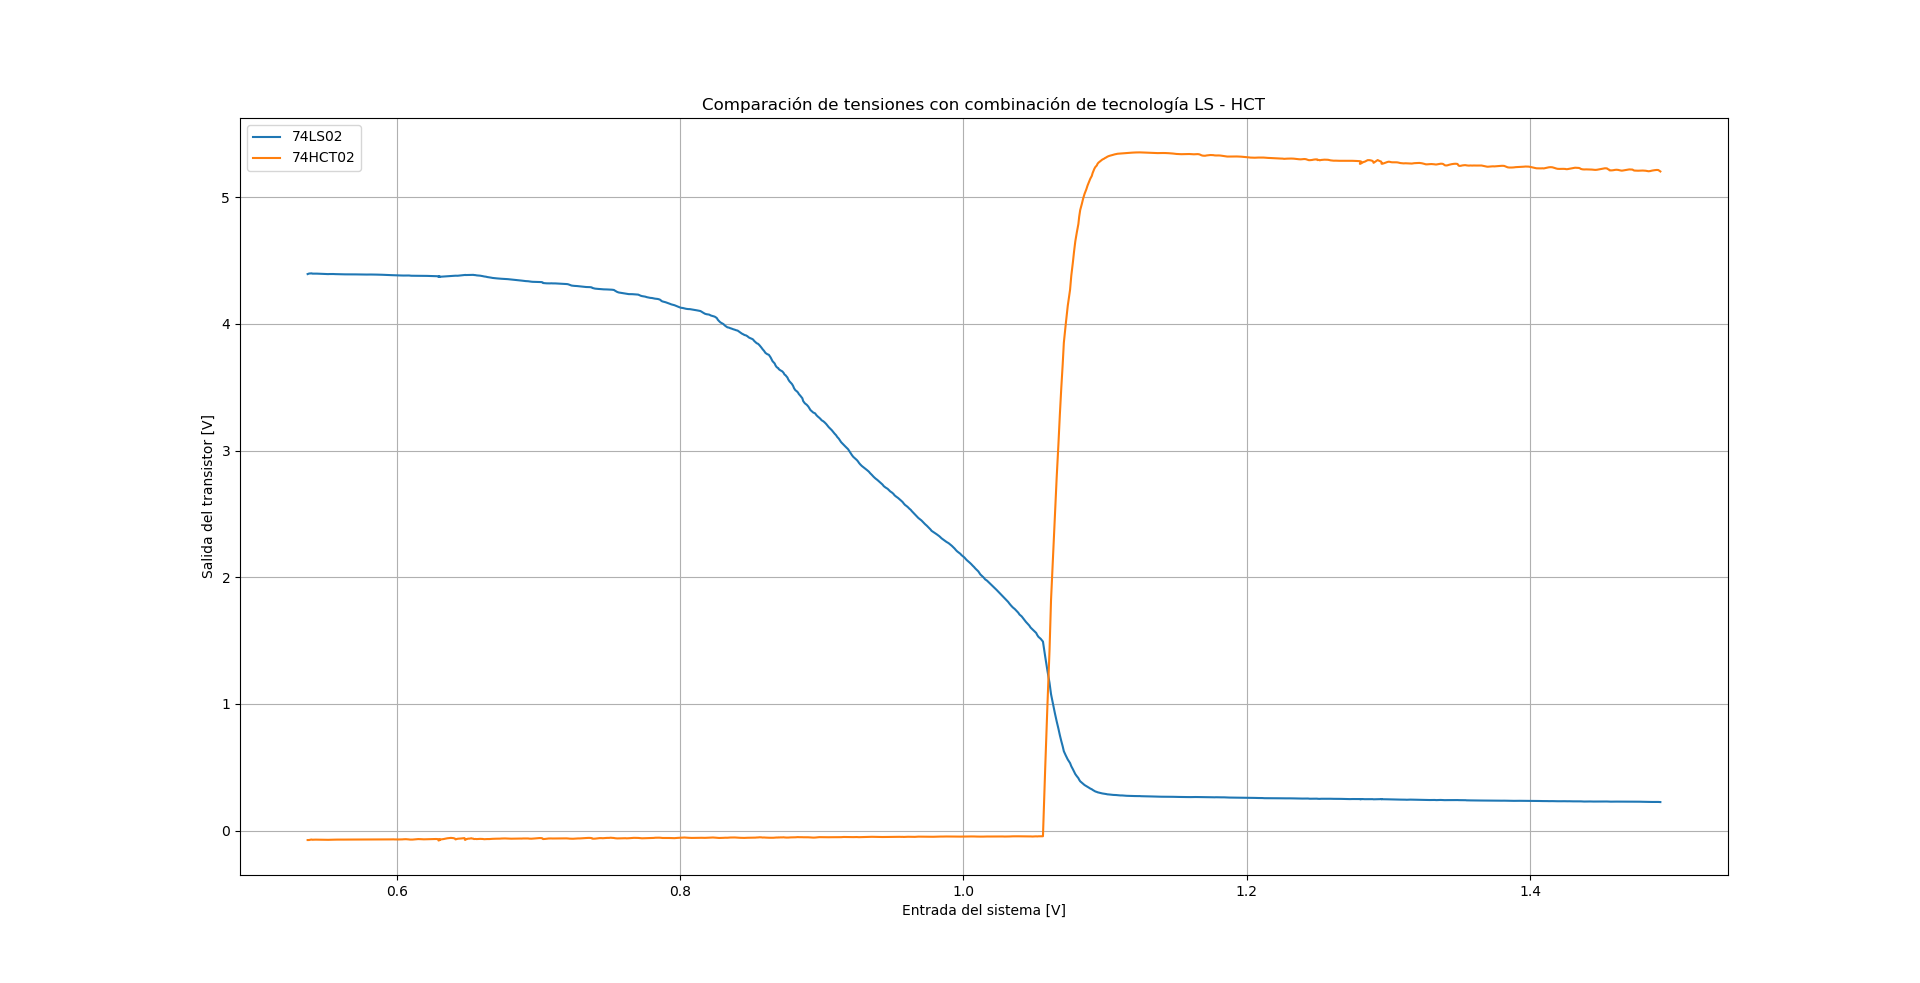 Comparación de tensiones con combinación de tecnología LS - HCT
74LS02
74HCT02
5
4
3
2
1
0
Salida del transistor [V]
0.6
0.8
1.0
1.2
1.4
Entrada del sistema [V]